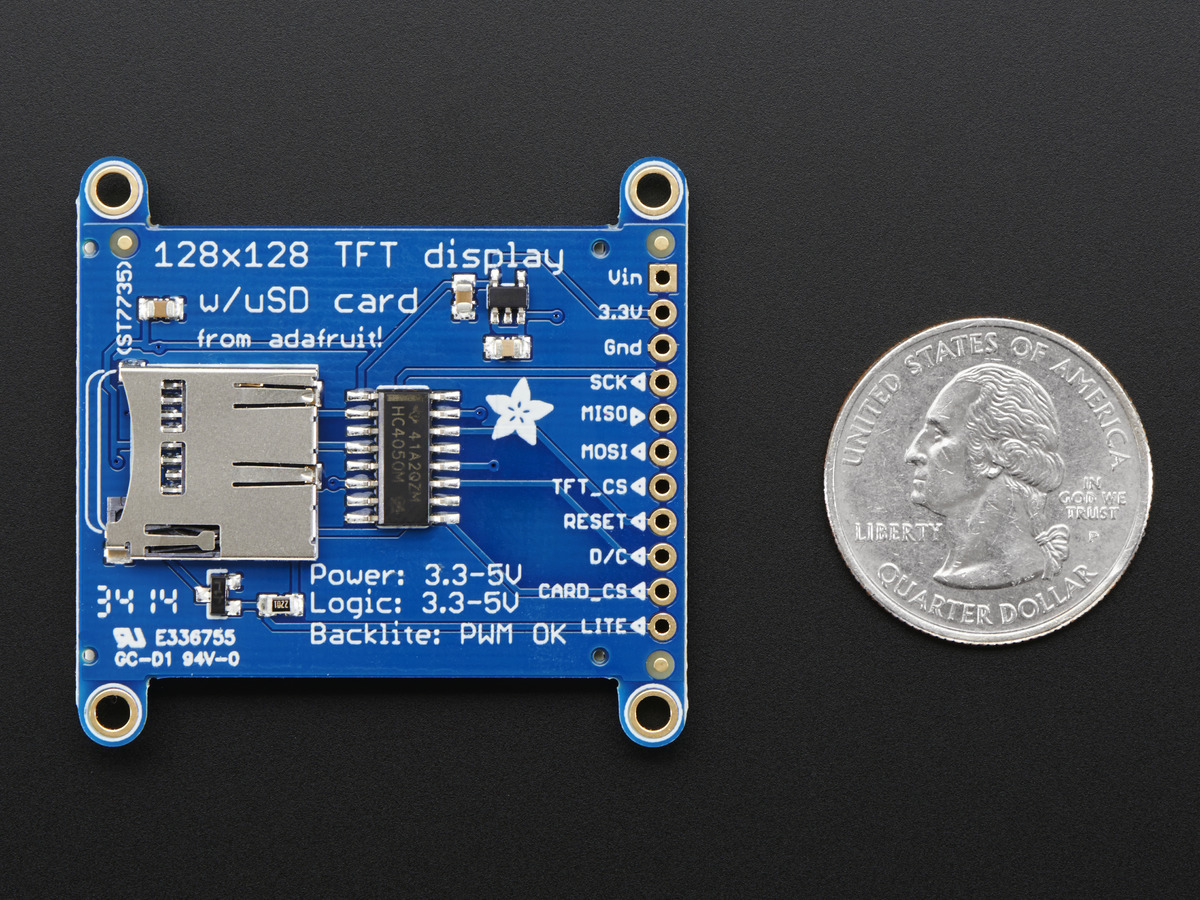 128x128 TFT display
w/uSD card
from adafruit!
(ST7735)
Vin
3.3V
Gnd
SCK
MISO
MOSI
TFT_CS
RESET
D/C
CARD_CS
LITE
41A2QZM
HC4050M
Power: 3.3-5V
Logic: 3.3-5V
Backlite: PWM OK
3414
E336755
GC-D1 94V-0
UNITED STATES OF AMERICA
LIBERTY
IN
GOD WE
TRUST
P
QUARTER DOLLAR